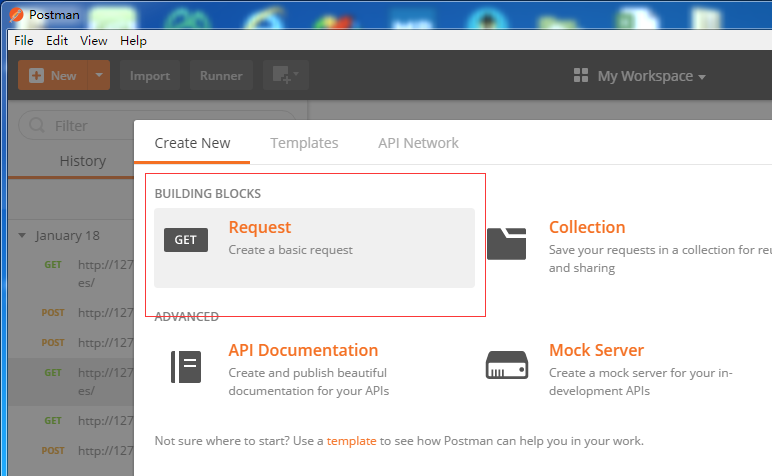 Postman
File Edit View Help
New Import Runner My Workspace
Filter
Create New Templates API Network
History
BUILDING BLOCKS
GET Request
Create a basic request
Collection
Save your requests in a collection for reu
and sharing
January 18
GET http://127
es/
POST http://127
POST http://127
GET http://127
es/
GET http://127
POST http://127
ADVANCED
API Documentation
Create and publish beautiful
documentation for your APIs
Mock Server
Create a mock server for your in-
development APIs
Not sure where to start? Use a template to see how Postman can help you in your work.